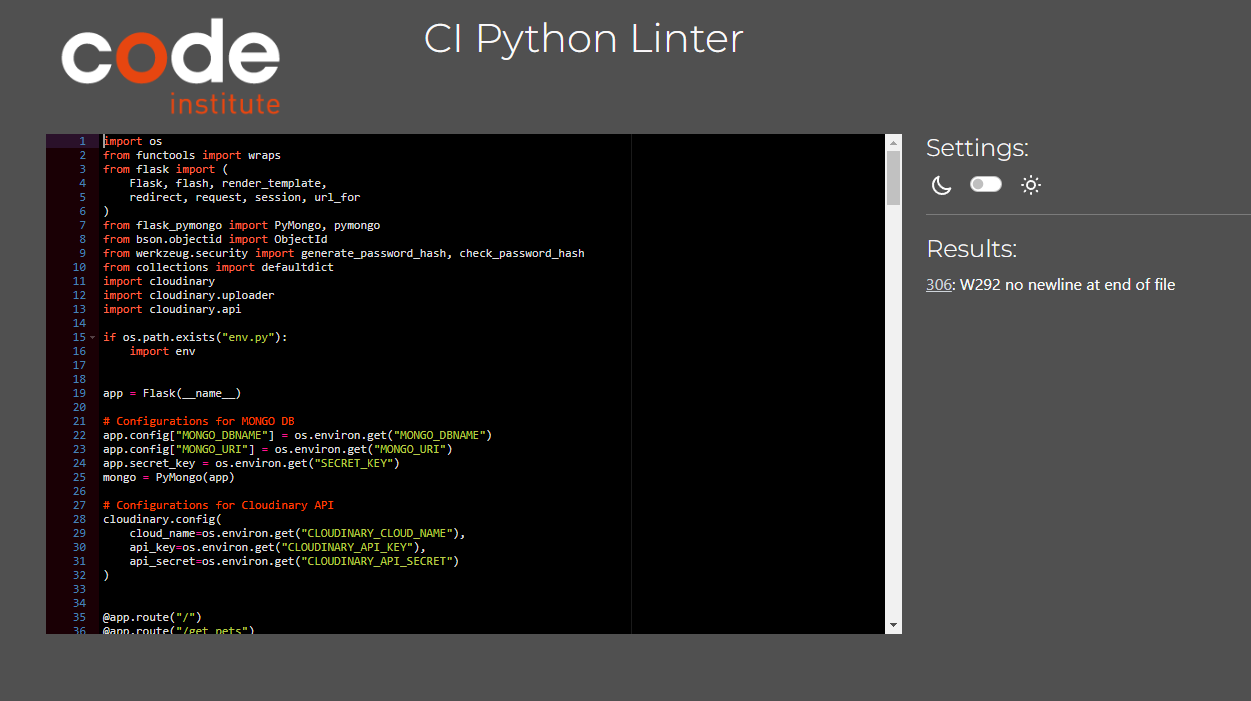 code
institute
CI Python Linter
1 import os
2 from functools import wraps
3 from flask import (
4     Flask, flash, render_template,
5     redirect, request, session, url_for
6 )
7 from flask_pymongo import PyMongo, pymongo
8 from bson.objectid import ObjectId
9 from werkzeug.security import generate_password_hash, check_password_hash
10 from collections import defaultdict
11 import cloudinary
12 import cloudinary.uploader
13 import cloudinary.api
14
15 if os.path.exists("env.py"):
16     import env
17
18
19 app = Flask(__name__)
20
21 # Configurations for MONGO DB
22 app.config["MONGO_DBNAME"] = os.environ.get("MONGO_DBNAME")
23 app.config["MONGO_URI"] = os.environ.get("MONGO_URI")
24 app.secret_key = os.environ.get("SECRET_KEY")
25 mongo = PyMongo(app)
26
27 # Configurations for Cloudinary API
28 cloudinary.config(
29     cloud_name=os.environ.get("CLOUDINARY_CLOUD_NAME"),
30     api_key=os.environ.get("CLOUDINARY_API_KEY"),
31     api_secret=os.environ.get("CLOUDINARY_API_SECRET")
32 )
33
34
35 @app.route("/")
36 @app.route("/get_pets")
Settings:
Results:
306: W292 no newline at end of file